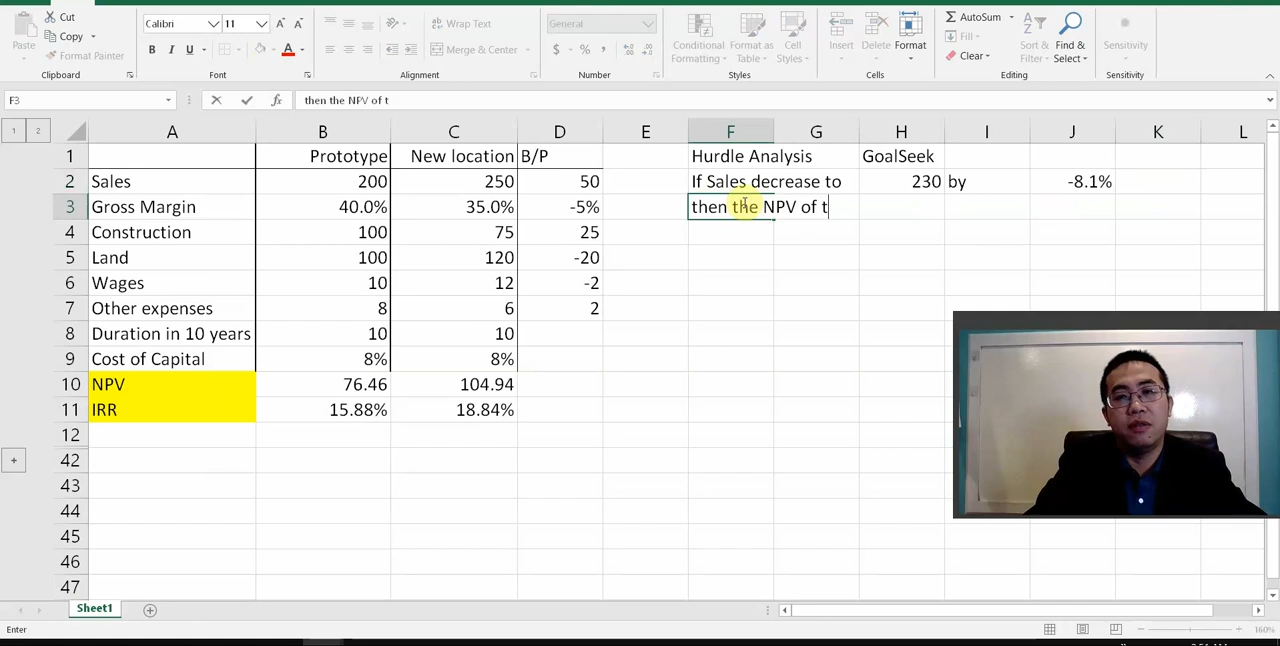 Cut
Copy
Format Painter
Paste
Clipboard
Calibri 11
B I U A
Font
Wrap Text
Merge & Center
Alignment
General
$ % ,
Number
Conditional Formatting
Format as Table
Cell Styles
Styles
Insert Delete Format
Cells
AutoSum
Fill
Clear
Sort & Filter
Find & Select
Editing
Sensitivity
Sensitivity
F3 fx then the NPV of t
1 2
A B C D E F G H I J K L
1 Prototype New location B/P Hurdle Analysis GoalSeek
2 Sales 200 250 50 If Sales decrease to 230 by -8.1%
3 Gross Margin 40.0% 35.0% -5% then the NPV of t
4 Construction 100 75 25
5 Land 100 120 -20
6 Wages 10 12 -2
7 Other expenses 8 6 2
8 Duration in 10 years 10 10
9 Cost of Capital 8% 8%
10 NPV 76.46 104.94
11 IRR 15.88% 18.84%
12
42
43
44
45
46
47
Sheet1
Enter
160%